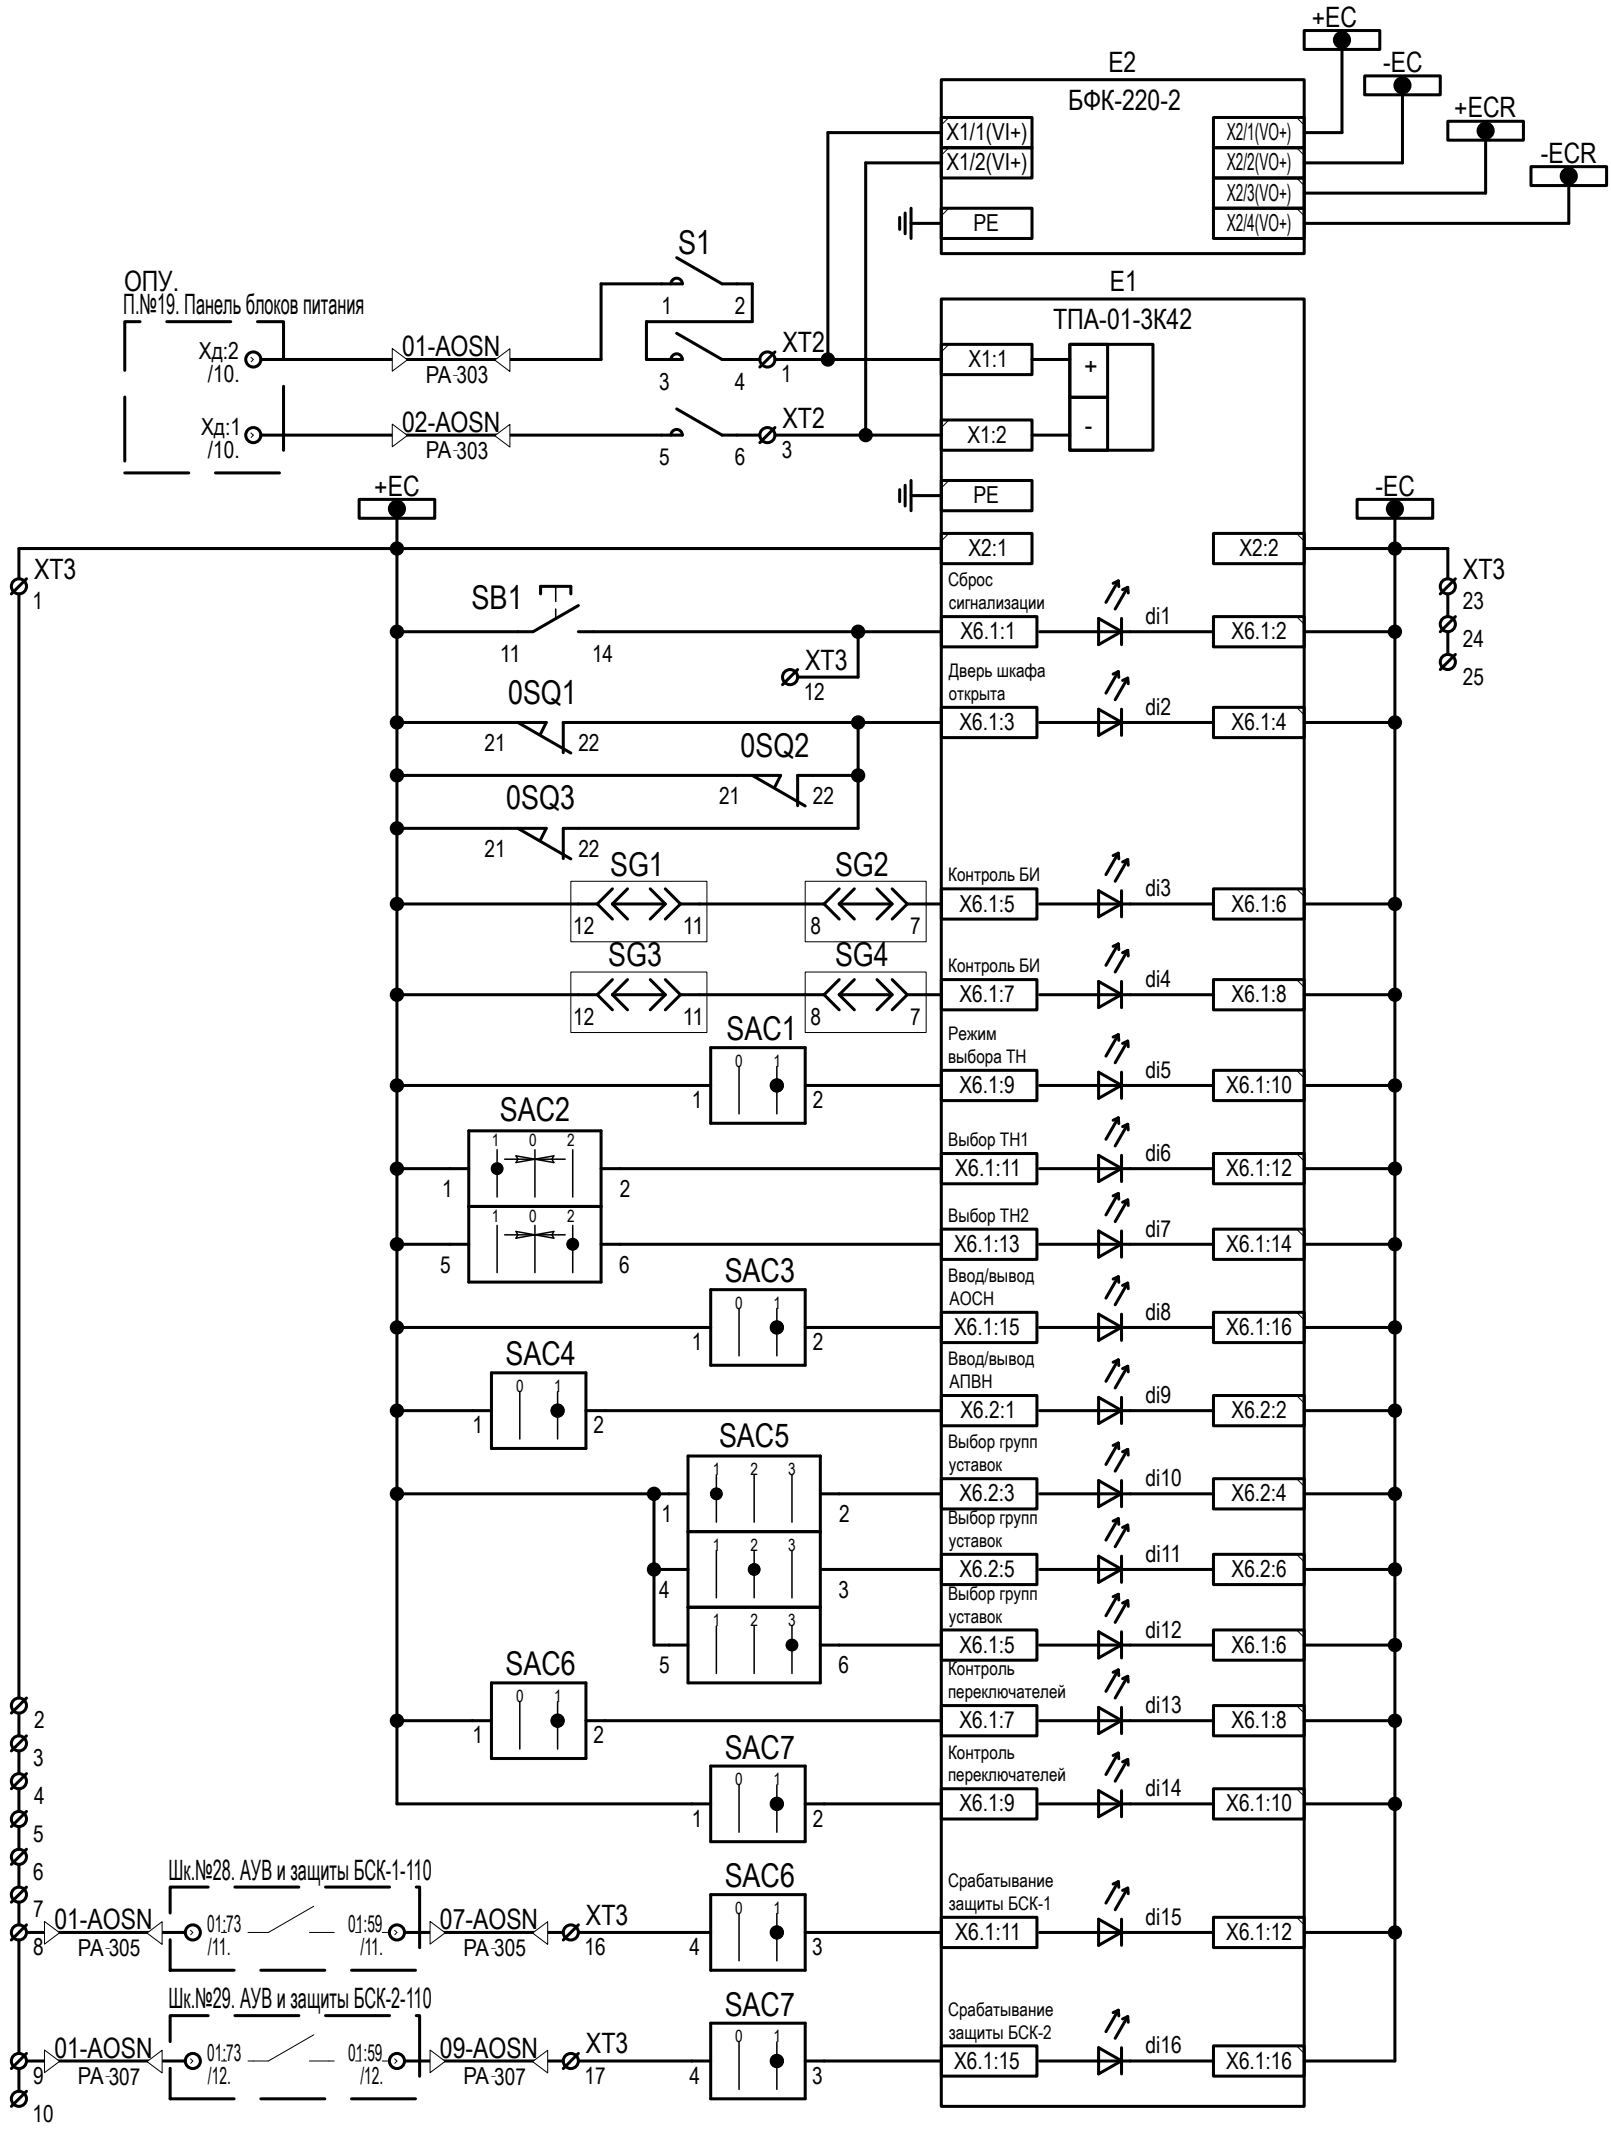 +EC
-EC
+ECR
-ECR
E2
БФК-220-2
X1/1(VI+)
X2/1(VO+)
X1/2(VI+)
X2/2(VO+)
X2/3(VO+)
PE
X2/4(VO+)
S1
1
2
ОПУ.
П.№19. Панель блоков питания
E1
ТПА-01-3К42
Хд:2
/10.
01-AOSN
PA-303
3
4
XT2
1
X1:1
+
Хд:1
/10.
02-AOSN
PA-303
5
6
XT2
3
X1:2
-
PE
+EC
-EC
X2:1
X2:2
XT3
1
XT3
23
24
25
SB1
11
14
XT3
12
Сброс
сигнализации
X6.1:1
di1
X6.1:2
0SQ1
21
22
Дверь шкафа
открыта
X6.1:3
di2
X6.1:4
0SQ2
21
22
0SQ3
21
22
SG1
12
11
SG2
8
7
Контроль БИ
X6.1:5
di3
X6.1:6
SG3
12
11
SG4
8
7
Контроль БИ
X6.1:7
di4
X6.1:8
SAC1
0 1
1
2
Режим
выбора ТН
X6.1:9
di5
X6.1:10
SAC2
1 0 2
1
2
Выбор ТН1
X6.1:11
di6
X6.1:12
1 0 2
5
6
Выбор ТН2
X6.1:13
di7
X6.1:14
SAC3
0 1
1
2
Ввод/вывод
АОСН
X6.1:15
di8
X6.1:16
SAC4
0 1
1
2
Ввод/вывод
АПВН
X6.2:1
di9
X6.2:2
SAC5
1 2 3
1
2
Выбор групп
уставок
X6.2:3
di10
X6.2:4
1 2 3
4
3
Выбор групп
уставок
X6.2:5
di11
X6.2:6
1 2 3
5
6
Выбор групп
уставок
X6.1:5
di12
X6.1:6
SAC6
0 1
1
2
Контроль
переключателей
X6.1:7
di13
X6.1:8
SAC7
0 1
1
2
Контроль
переключателей
X6.1:9
di14
X6.1:10
2
3
4
5
6
7
8
Шк.№28. АУВ и защиты БСК-1-110
01-AOSN
PA-305
01:73
/11.
01:59
/11.
07-AOSN
PA-305
XT3
16
SAC6
0 1
4
3
Срабатывание
защиты БСК-1
X6.1:11
di15
X6.1:12
Шк.№29. АУВ и защиты БСК-2-110
9
01-AOSN
PA-307
01:73
/12.
01:59
/12.
09-AOSN
PA-307
XT3
17
SAC7
0 1
4
3
Срабатывание
защиты БСК-2
X6.1:15
di16
X6.1:16
10